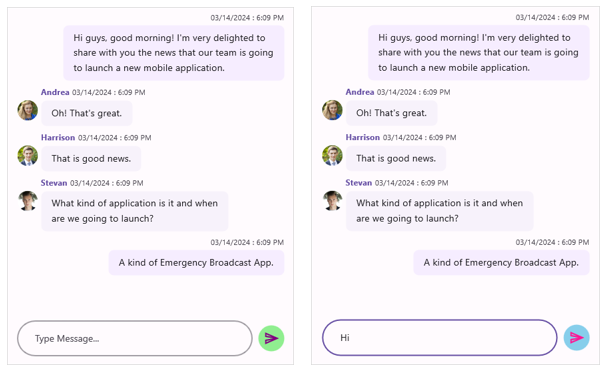 03/14/2024 : 6:09 PM
Hi guys, good morning! I'm very delighted to
share with you the news that our team is going
to launch a new mobile application.
Andrea 03/14/2024 : 6:09 PM
Oh! That's great.
Harrison 03/14/2024 : 6:09 PM
That is good news.
Stevan 03/14/2024 : 6:09 PM
What kind of application is it and when
are we going to launch?
03/14/2024 : 6:09 PM
A kind of Emergency Broadcast App.
Type Message...
03/14/2024 : 6:09 PM
Hi guys, good morning! I'm very delighted to
share with you the news that our team is going
to launch a new mobile application.
Andrea 03/14/2024 : 6:09 PM
Oh! That's great.
Harrison 03/14/2024 : 6:09 PM
That is good news.
Stevan 03/14/2024 : 6:09 PM
What kind of application is it and when
are we going to launch?
03/14/2024 : 6:09 PM
A kind of Emergency Broadcast App.
Hi